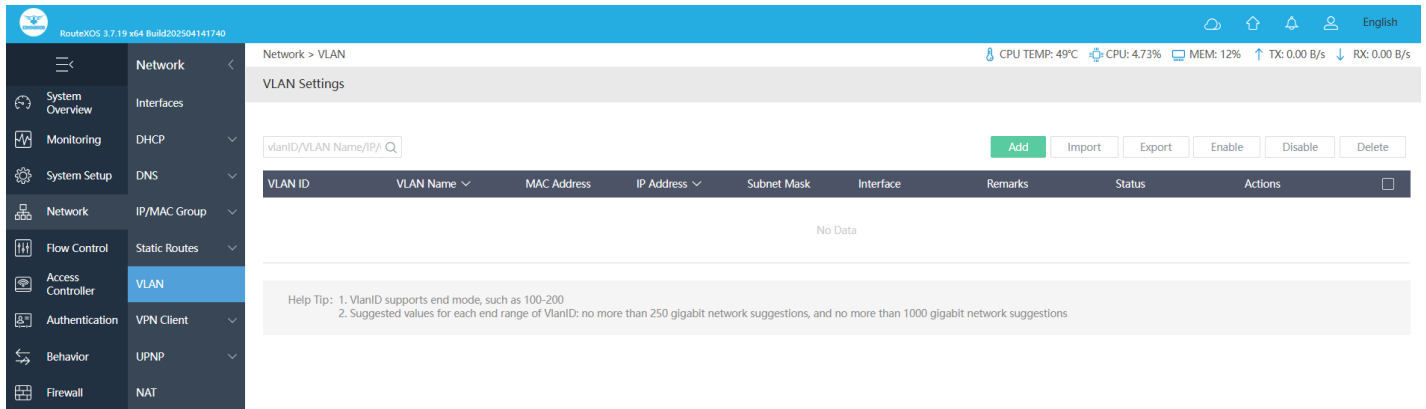 RouteXOS 3.7.19 x64 Build202504141740
English
Network
Network > VLAN
CPU TEMP: 49℃ CPU: 4.73% MEM: 12% TX: 0.00 B/s RX: 0.00 B/s
VLAN Settings
System
Overview
Monitoring
System Setup
Network
Flow Control
Access
Controller
Authentication
Behavior
Firewall
Interfaces
DHCP
DNS
IP/MAC Group
Static Routes
VLAN
VPN Client
UPNP
NAT
vlanID/VLAN Name/IP/
Add Import Export Enable Disable Delete
VLAN ID VLAN Name MAC Address IP Address Subnet Mask Interface Remarks Status Actions
No Data
Help Tip: 1. VlanID supports end mode, such as 100-200
2. Suggested values for each end range of VlanID: no more than 250 gigabit network suggestions, and no more than 1000 gigabit network suggestions